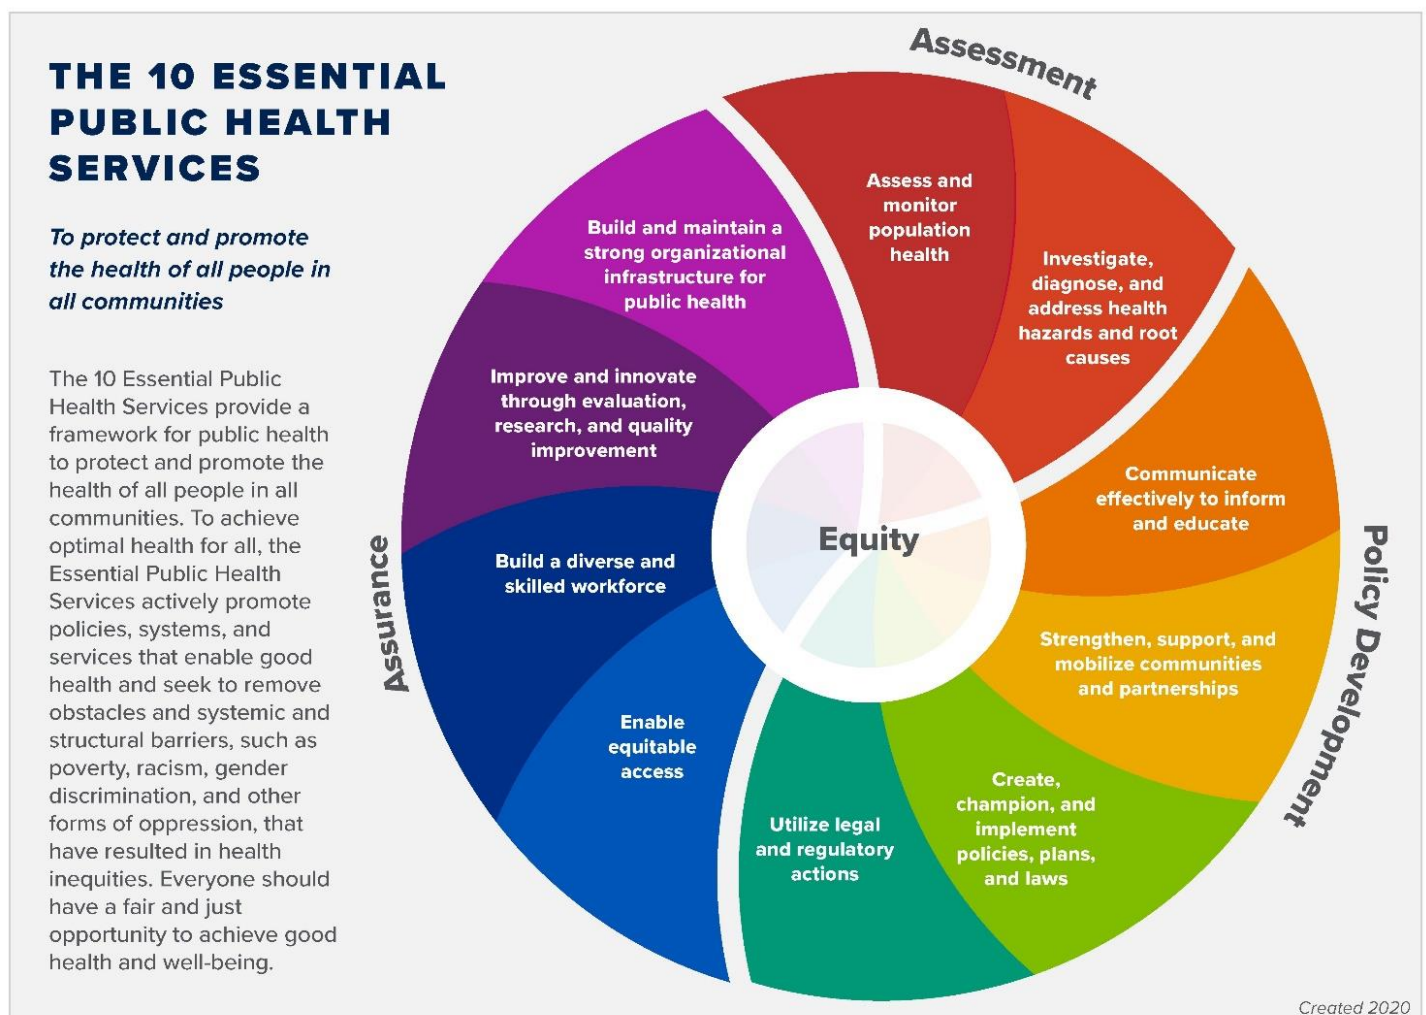 THE 10 ESSENTIAL
PUBLIC HEALTH
SERVICES
To protect and promote
the health of all people in
all communities
The 10 Essential Public
Health Services provide a
framework for public health
to protect and promote the
health of all people in all
communities. To achieve
optimal health for all, the
Essential Public Health
Services actively promote
policies, systems, and
services that enable good
health and seek to remove
obstacles and systemic and
structural barriers, such as
poverty, racism, gender
discrimination, and other
forms of oppression, that
have resulted in health
inequities. Everyone should
have a fair and just
opportunity to achieve good
health and well-being.
Assessment
Assess and
monitor
population
health
Investigate,
diagnose, and
address health
hazards and root
causes
Policy Development
Communicate
effectively to inform
and educate
Strengthen, support, and
mobilize communities
and partnerships
Create,
champion, and
implement
policies, plans,
and laws
Utilize legal
and regulatory
actions
Assurance
Enable
equitable
access
Build a diverse and
skilled workforce
Improve and innovate
through evaluation,
research, and quality
improvement
Build and maintain a
strong organizational
infrastructure for
public health
Equity
Created 2020